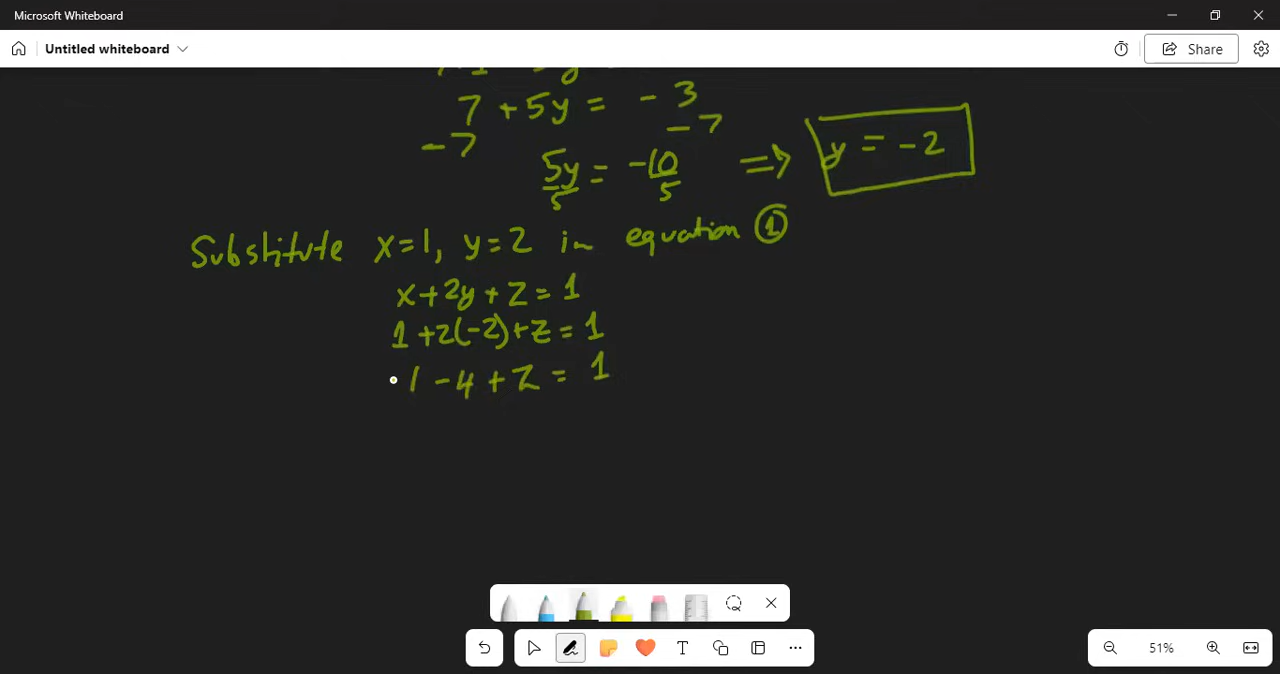 Microsoft Whiteboard
Untitled whiteboard
Share
7 + 5y = - 3
- 7 - 7
5y/5 = -10/5 ⇒ y = -2
Substitute x=1, y=2 in equation ①
x+2y+z=1
1+2(-2)+z=1
1-4+z=1
T
51%